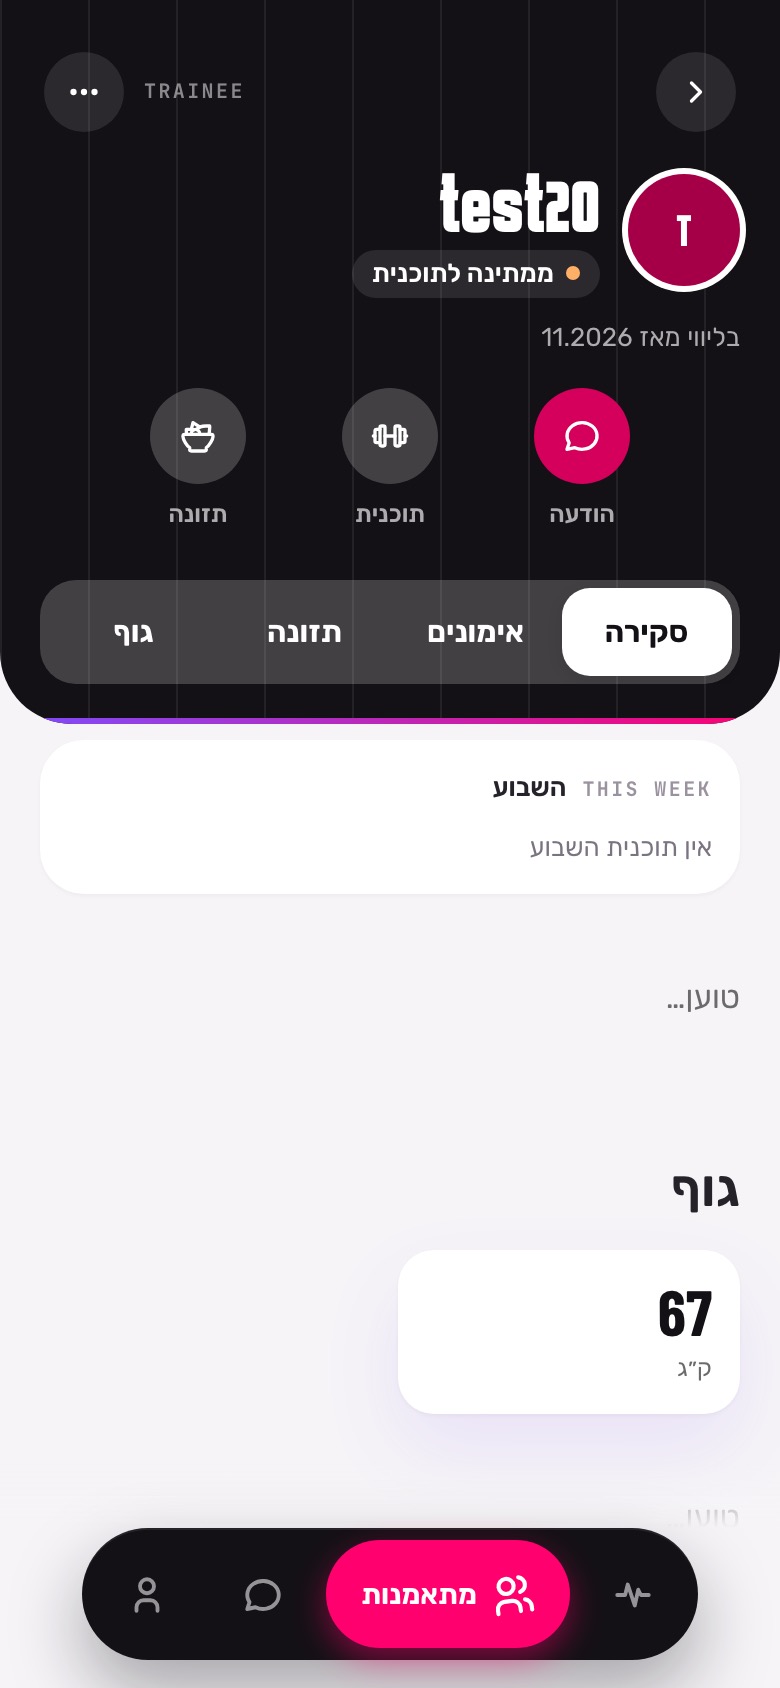 TRAINEE
test20
T
ממתינה לתוכנית
בליווי מאז 11.2026
הודעה
תוכנית
תזונה
סקירה
אימונים
תזונה
גוף
THIS WEEK השבוע
אין תוכנית השבוע
טוען...
גוף
67
ק״ג
טוען
מתאמנות